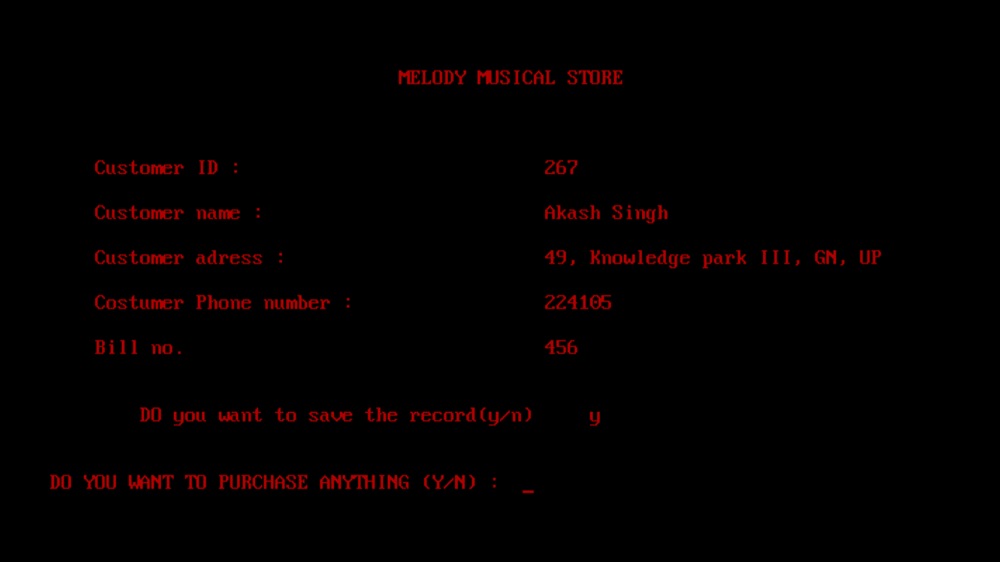 MELODY MUSICAL STORE
Customer ID : 267
Customer name : Akash Singh
Customer adress : 49, Knowledge park III, GN, UP
Costumer Phone number : 224105
Bill no. 456
DO you want to save the record(y/n) y
DO YOU WANT TO PURCHASE ANYTHING (Y/N) : _